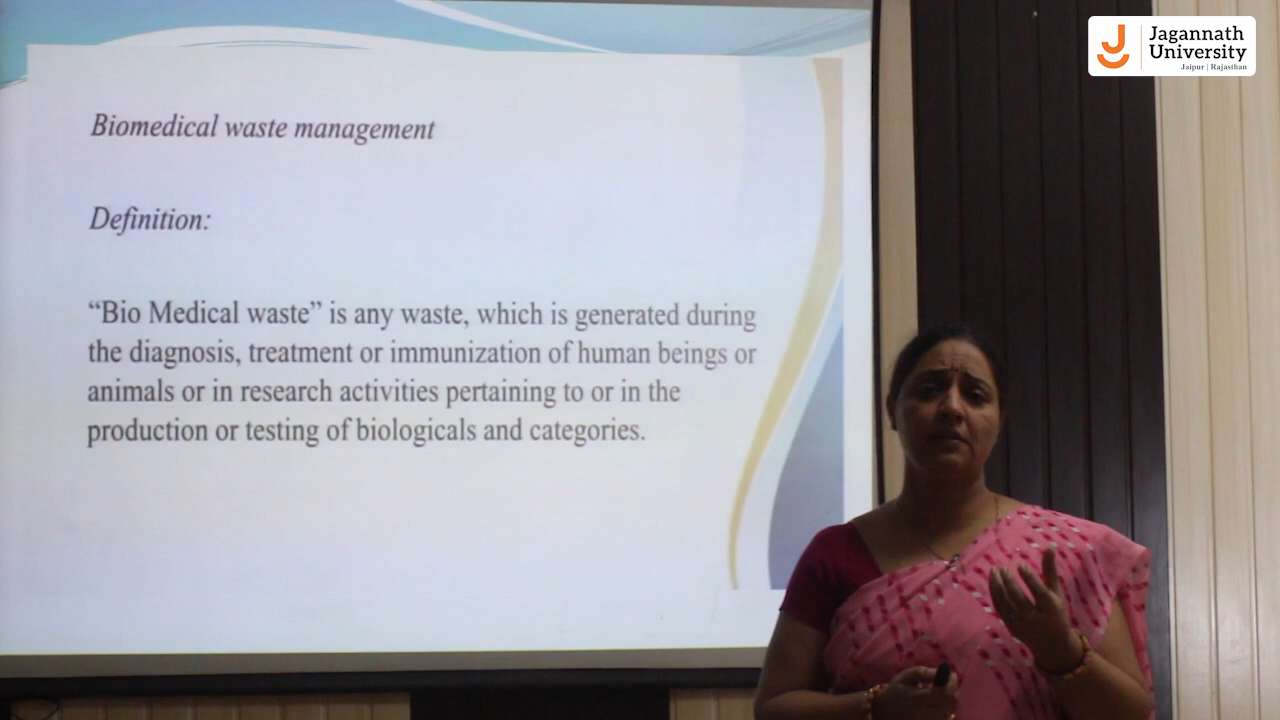 Jagannath
University
Jaipur | Rajasthan
Biomedical waste management
Definition:
“Bio Medical waste” is any waste, which is generated during
the diagnosis, treatment or immunization of human beings or
animals or in research activities pertaining to or in the
production or testing of biologicals and categories.